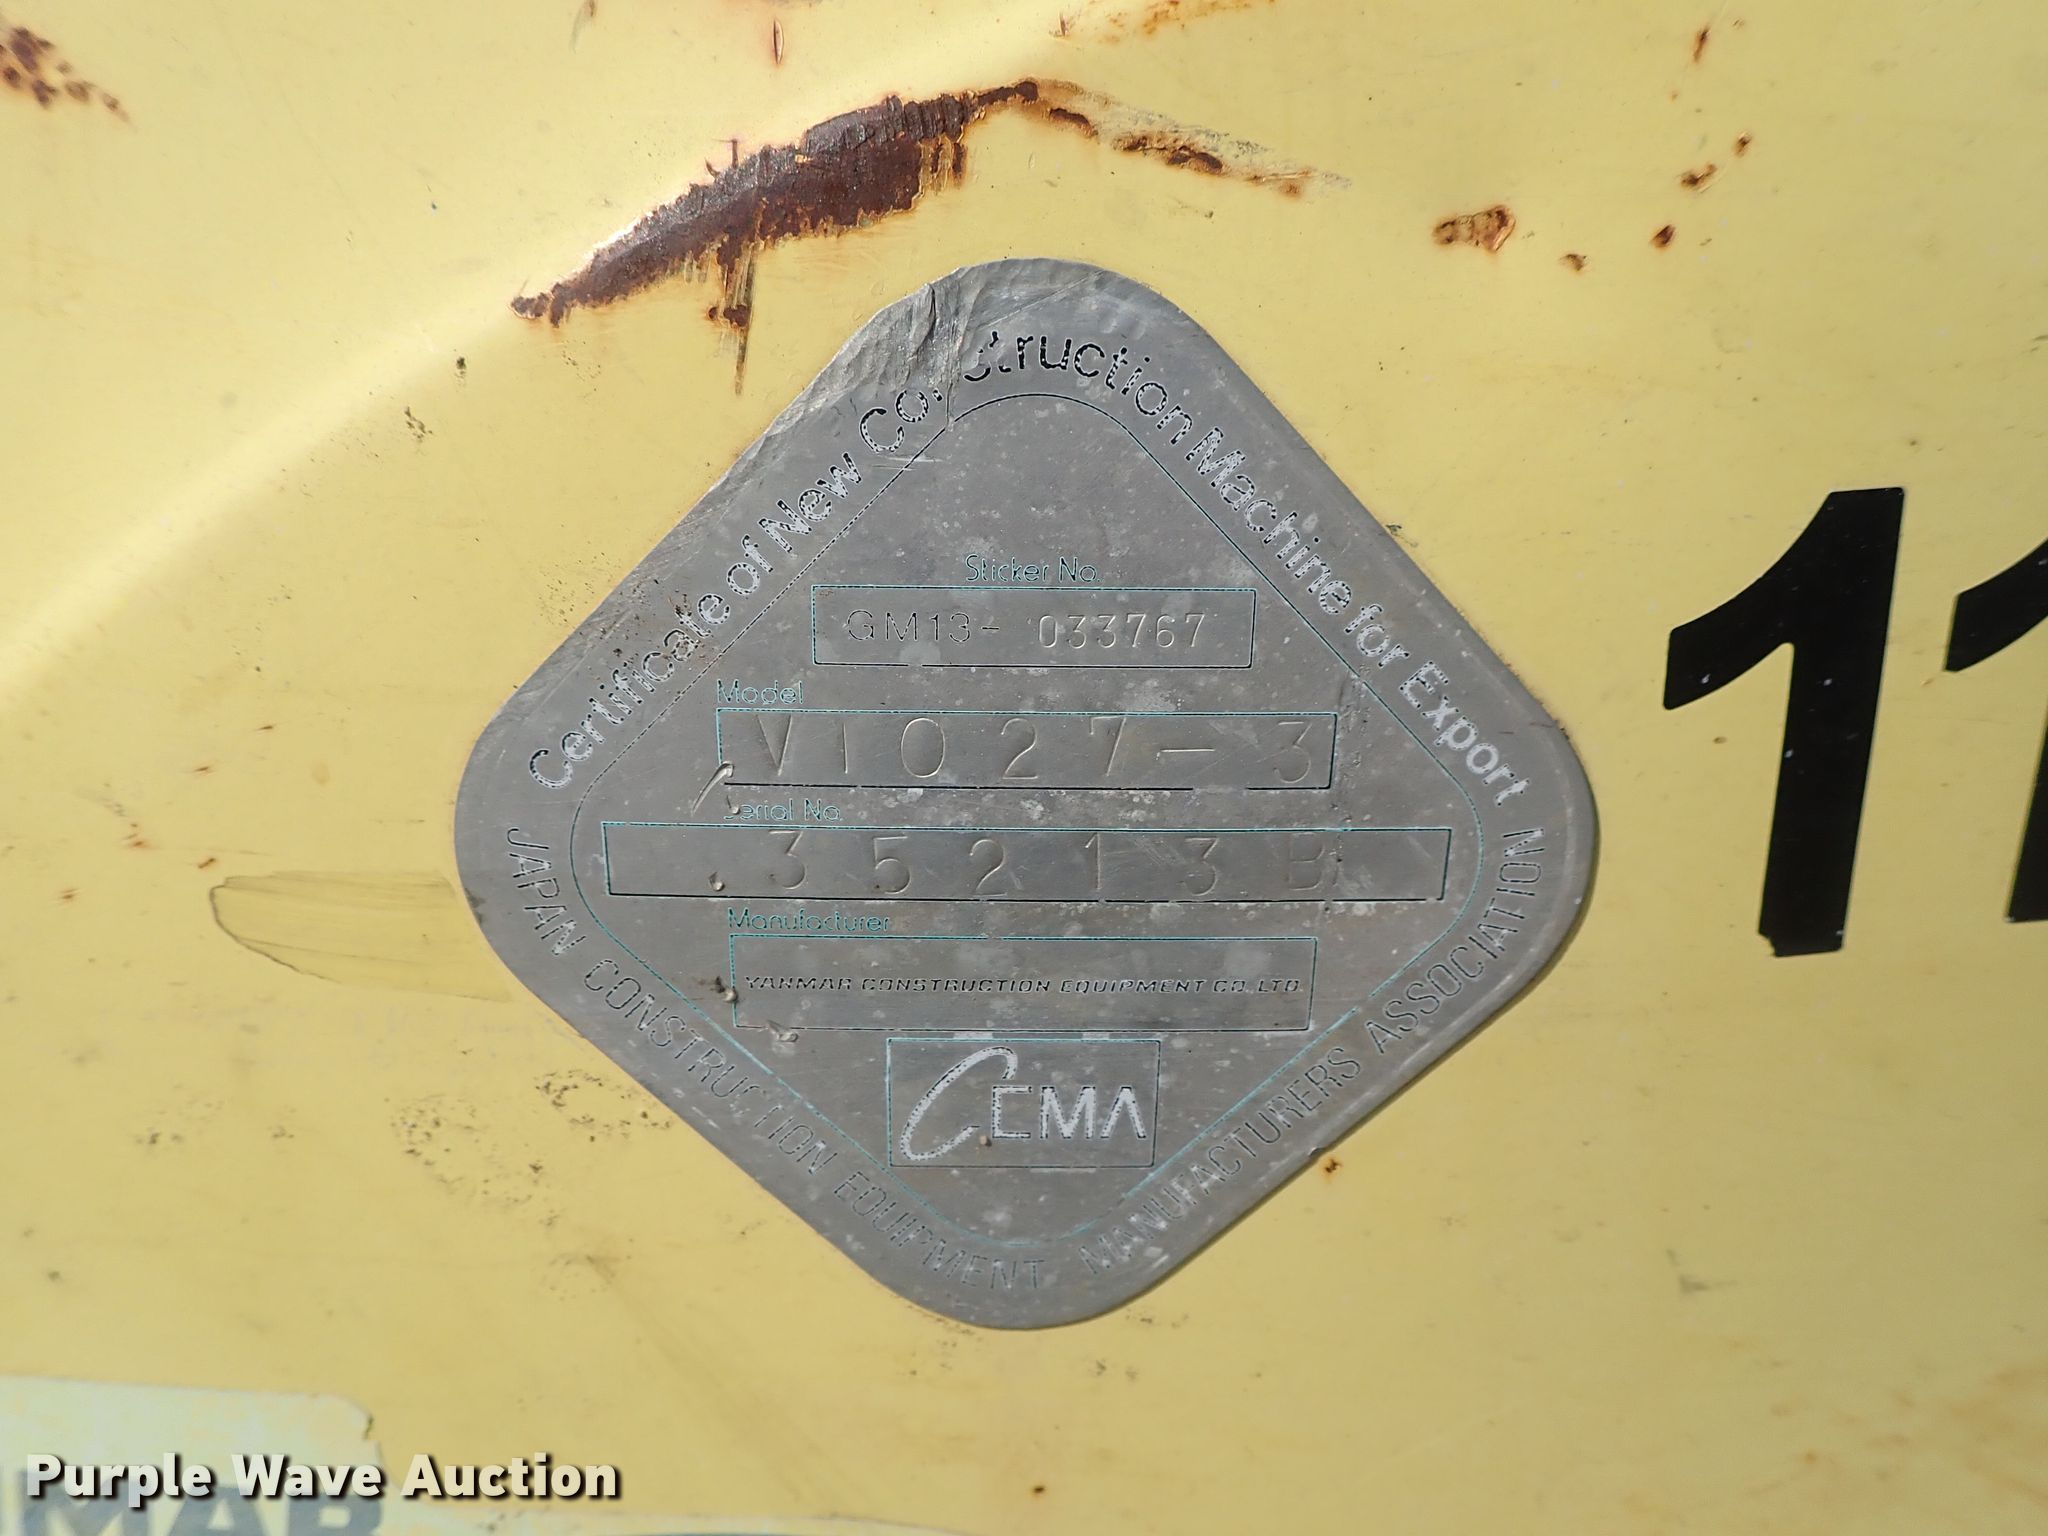 Certificate of New Construction Machine for Export
Sticker No.
GM13- 033767
Model
VIO27-3
Serial No.
35213B
Manufacturer
YANMAR CONSTRUCTION EQUIPMENT CO.,LTD.
CEMA
JAPAN CONSTRUCTION EQUIPMENT MANUFACTURERS ASSOCIATION
11
MAR
Purple Wave Auction